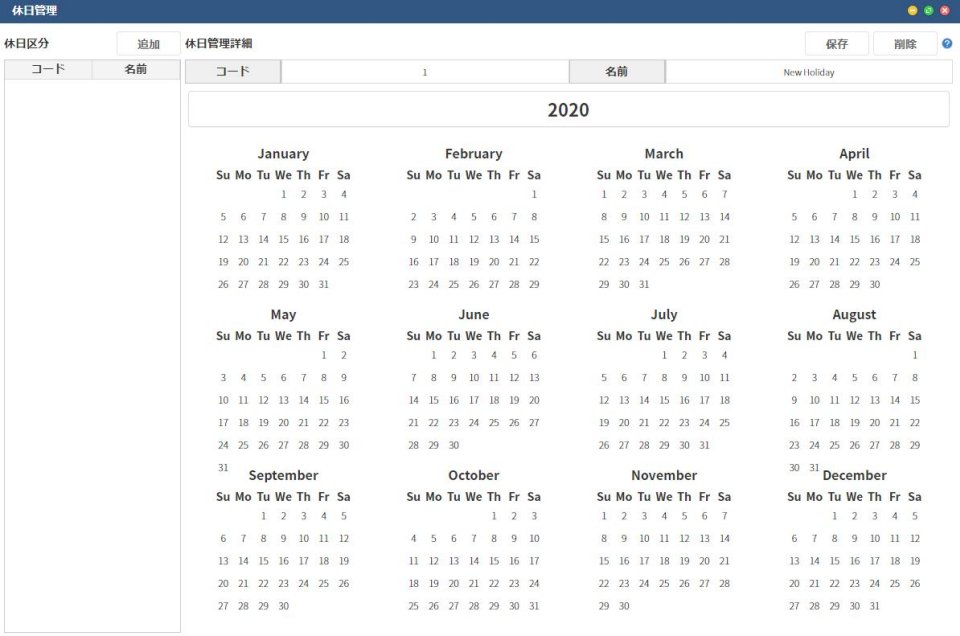 休日管理
休日区分 追加 休日管理詳細 保存 削除 ?
コード 名前 コード 1 名前 New Holiday
2020
January February March April
Su Mo Tu We Th Fr Sa Su Mo Tu We Th Fr Sa Su Mo Tu We Th Fr Sa Su Mo Tu We Th Fr Sa
1 2 3 4 1 1 2 3 4 5 6 7 1 2 3 4
5 6 7 8 9 10 11 2 3 4 5 6 7 8 8 9 10 11 12 13 14 5 6 7 8 9 10 11
12 13 14 15 16 17 18 9 10 11 12 13 14 15 15 16 17 18 19 20 21 12 13 14 15 16 17 18
19 20 21 22 23 24 25 16 17 18 19 20 21 22 22 23 24 25 26 27 28 19 20 21 22 23 24 25
26 27 28 29 30 31 23 24 25 26 27 28 29 29 30 31 26 27 28 29 30
May June July August
Su Mo Tu We Th Fr Sa Su Mo Tu We Th Fr Sa Su Mo Tu We Th Fr Sa Su Mo Tu We Th Fr Sa
1 2 1 2 3 4 5 6 1 2 3 4 1
3 4 5 6 7 8 9 7 8 9 10 11 12 13 5 6 7 8 9 10 11 2 3 4 5 6 7 8
10 11 12 13 14 15 16 14 15 16 17 18 19 20 12 13 14 15 16 17 18 9 10 11 12 13 14 15
17 18 19 20 21 22 23 21 22 23 24 25 26 27 19 20 21 22 23 24 25 16 17 18 19 20 21 22
24 25 26 27 28 29 30 28 29 30 26 27 28 29 30 31 23 24 25 26 27 28 29
31 30 31
September October November December
Su Mo Tu We Th Fr Sa Su Mo Tu We Th Fr Sa Su Mo Tu We Th Fr Sa Su Mo Tu We Th Fr Sa
1 2 3 4 5 1 2 3 1 2 3 4 5 6 7 1 2 3 4 5
6 7 8 9 10 11 12 4 5 6 7 8 9 10 8 9 10 11 12 13 14 6 7 8 9 10 11 12
13 14 15 16 17 18 19 11 12 13 14 15 16 17 15 16 17 18 19 20 21 13 14 15 16 17 18 19
20 21 22 23 24 25 26 18 19 20 21 22 23 24 22 23 24 25 26 27 28 20 21 22 23 24 25 26
27 28 29 30 25 26 27 28 29 30 31 29 30 27 28 29 30 31